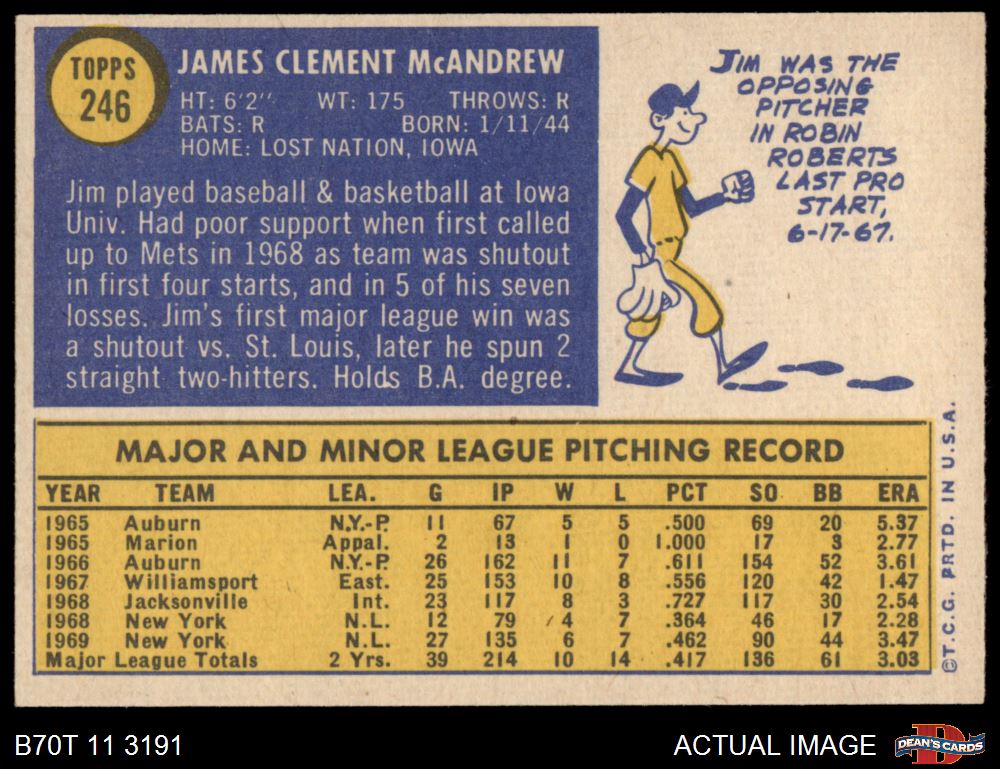 TOPPS
246
JAMES CLEMENT McANDREW
HT: 6'2" WT: 175 THROWS: R
BATS: R BORN: 1/11/44
HOME: LOST NATION, IOWA
Jim played baseball & basketball at Iowa
Univ. Had poor support when first called
up to Mets in 1968 as team was shutout
in first four starts, and in 5 of his seven
losses. Jim's first major league win was
a shutout vs. St. Louis, later he spun 2
straight two-hitters. Holds B.A. degree.
JIM WAS THE
OPPOSING
PITCHER
IN ROBIN
ROBERTS
LAST PRO
START,
6-17-67.
MAJOR AND MINOR LEAGUE PITCHING RECORD
YEAR TEAM LEA. G IP W L PCT SO BB ERA
1965 Auburn N.Y.-P. 11 67 5 5 .500 69 20 5.37
1965 Marion Appal. 2 13 1 0 1.000 17 3 2.77
1966 Auburn N.Y.-P. 26 162 11 7 .611 154 52 3.61
1967 Williamsport East. 25 153 10 8 .556 120 42 1.47
1968 Jacksonville Int. 23 117 8 3 .727 117 30 2.54
1968 New York N.L. 12 79 4 7 .364 46 17 2.28
1969 New York N.L. 27 135 6 7 .462 90 44 3.47
Major League Totals 2 Yrs. 39 214 10 14 .417 136 61 3.03
©T.C.G. PRTD. IN U.S.A.
B70T 11 3191
ACTUAL IMAGE
D
DEAN'S CARDS